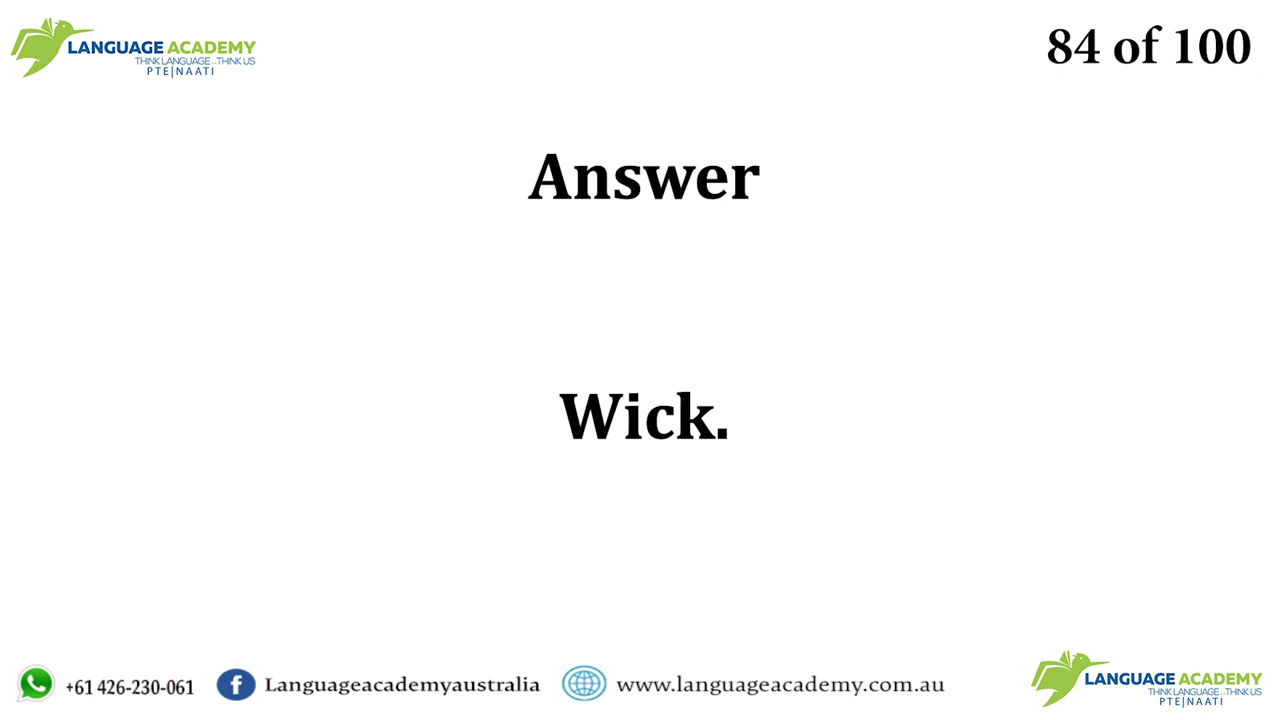 LANGUAGE ACADEMY
THINK LANGUAGE..THINK US
PTE|NAATI
84 of 100
Answer
Wick.
+61 426-230-061
Languageacademyaustralia
www.languageacademy.com.au
LANGUAGE ACADEMY
THINK LANGUAGE..THINK US
PTE|NAATI